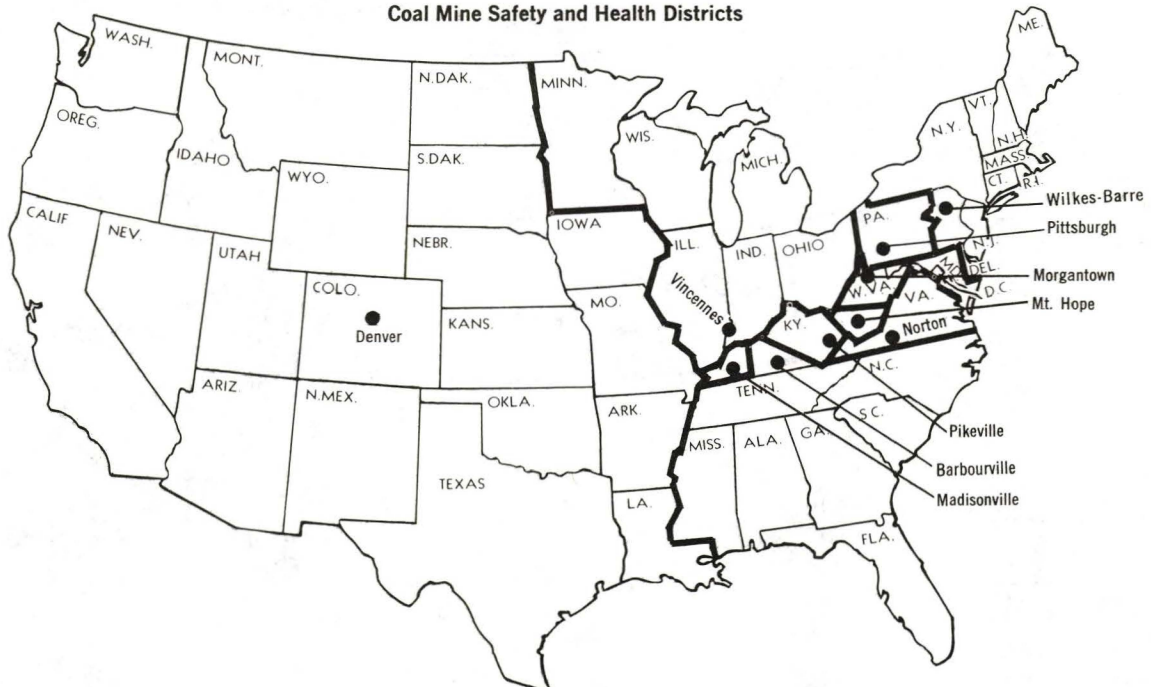 Coal Mine Safety and Health Districts
WASH.
MONT.
N.DAK.
MINN.
ME.
OREG.
IDAHO
WYO.
S.DAK.
WIS.
MICH.
N.Y.
VT.
N.H.
MASS.
CT.
R.I.
CALIF
NEV.
UTAH
COLO.
NEBR.
IOWA
ILL.
IND.
OHIO
PA.
N.J.
Wilkes-Barre
Pittsburgh
Morgantown
Mt. Hope
Denver
KANS.
MO.
Vincennes
KY.
W.VA.
VA.
MD.
DEL.
D.C.
Norton
ARIZ.
N.MEX.
OKLA.
ARK.
TENN.
N.C.
S.C.
Pikeville
Barbourville
Madisonville
TEXAS
LA.
MISS.
ALA.
GA.
FLA.